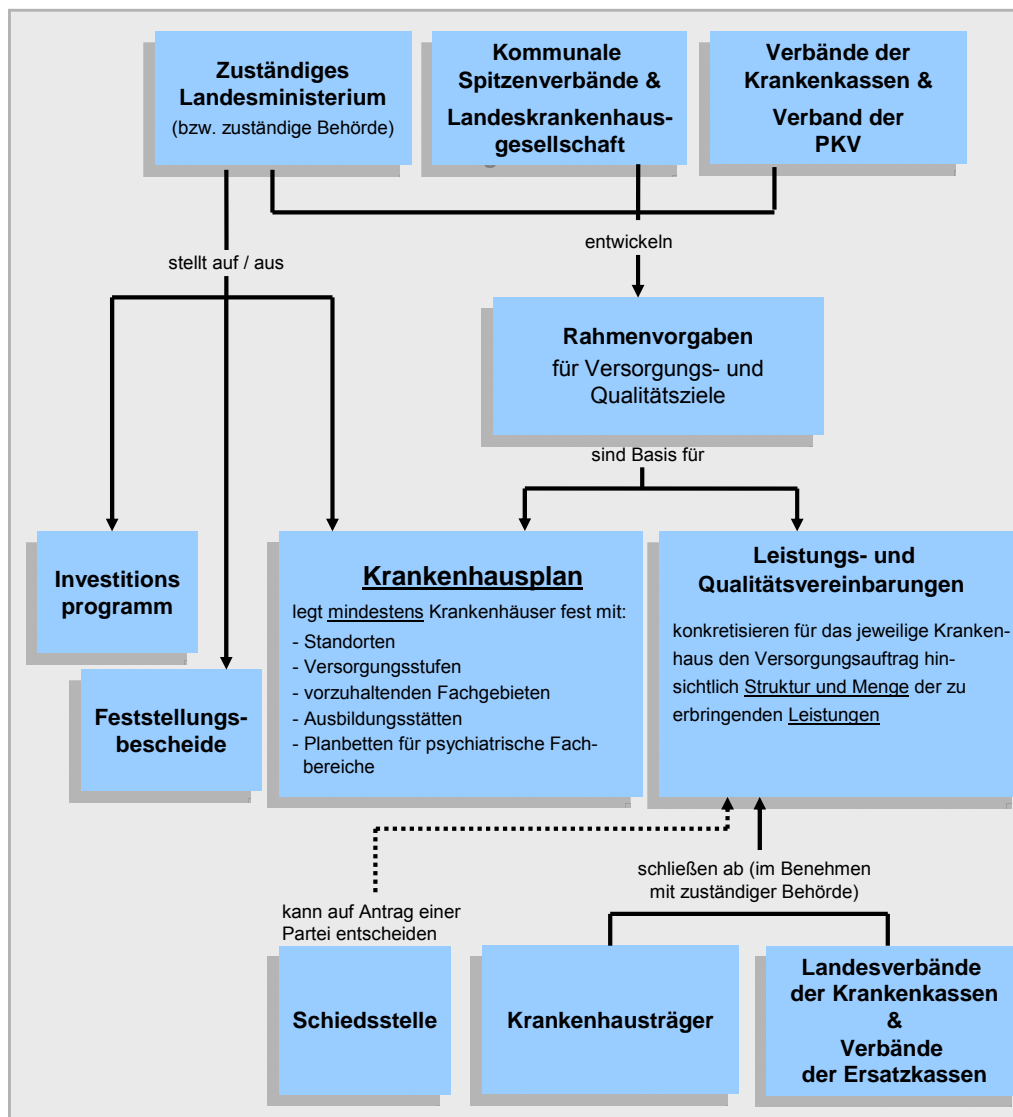 Zuständiges
Landesministerium
(bzw. zuständige Behörde)
Kommunale
Spitzenverbände &
Landeskrankenhaus-
gesellschaft
Verbände der
Krankenkassen &
Verband der
PKV
stellt auf / aus
entwickeln
Rahmenvorgaben
für Versorgungs- und
Qualitätsziele
sind Basis für
Investitions
programm
Feststellungs-
bescheide
Krankenhausplan
legt mindestens Krankenhäuser fest mit:
- Standorten
- Versorgungsstufen
- vorzuhaltenden Fachgebieten
- Ausbildungsstätten
- Planbetten für psychiatrische Fach-
bereiche
Leistungs- und
Qualitätsvereinbarungen
konkretisieren für das jeweilige Kranken-
haus den Versorgungsauftrag hin-
sichtlich Struktur und Menge der zu
erbringenden Leistungen
kann auf Antrag einer
Partei entscheiden
schließen ab (im Benehmen
mit zuständiger Behörde)
Schiedsstelle
Krankenhausträger
Landesverbände
der Krankenkassen
&
Verbände
der Ersatzkassen